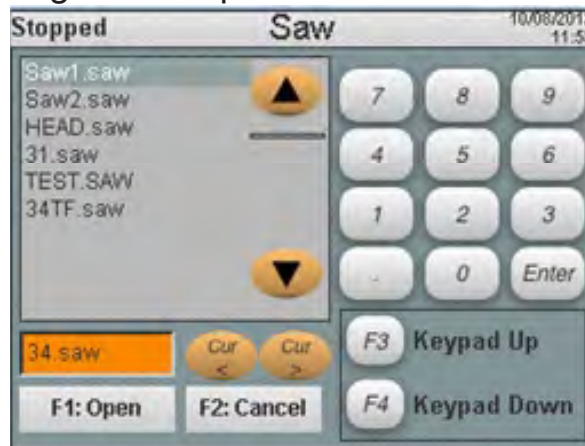 Stopped
Saw
10/08/201
11:5
Saw1.saw
Saw2.saw
HEAD.saw
31.saw
TEST.SAW
34TF.saw
7 8 9
4 5 6
1 2 3
. 0 Enter
34.saw
Cur <
Cur >
F3 Keypad Up
F1: Open
F2: Cancel
F4 Keypad Down